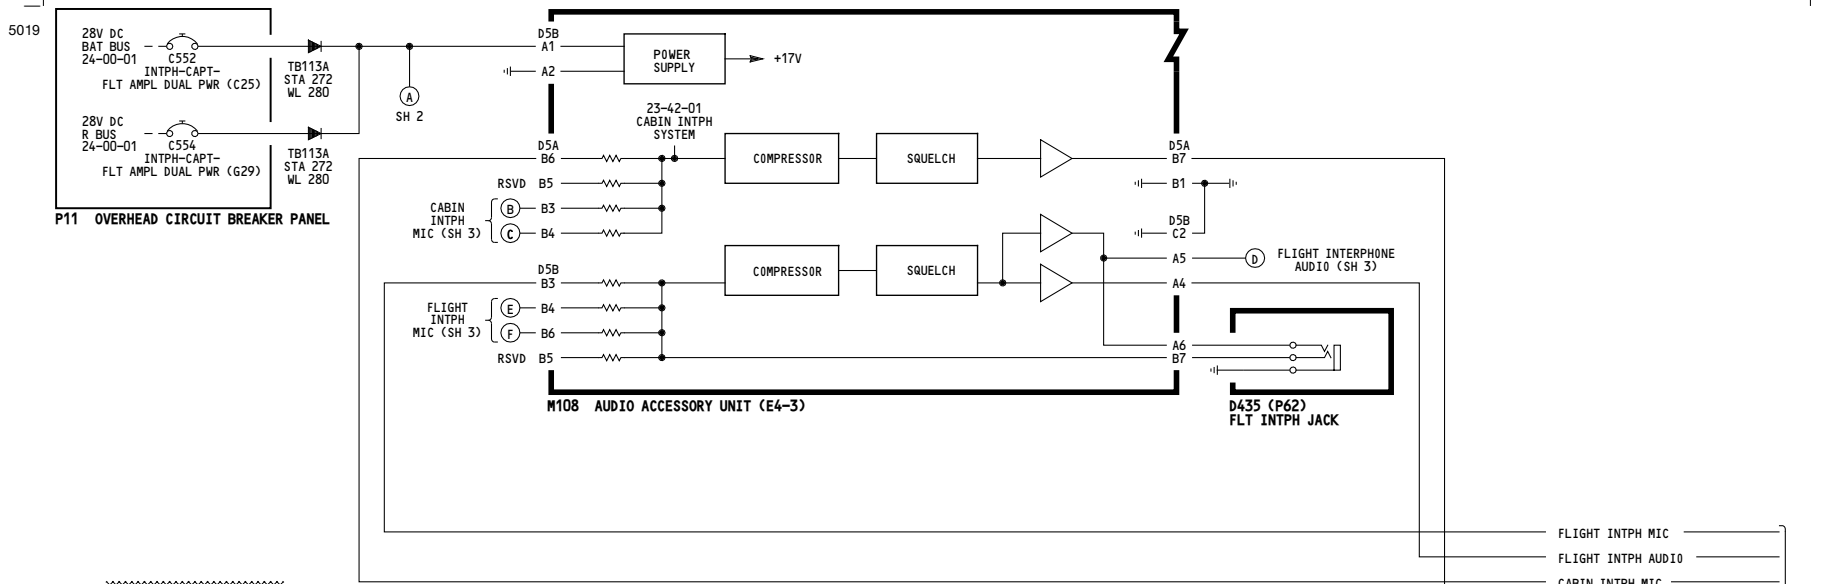 5019
28V DC
BAT BUS
24-00-01
C552
INTPH-CAPT-
FLT AMPL DUAL PWR (C25)
28V DC
R BUS
24-00-01
C554
INTPH-CAPT-
FLT AMPL DUAL PWR (G29)
P11 OVERHEAD CIRCUIT BREAKER PANEL
TB113A
STA 272
WL 280
TB113A
STA 272
WL 280
A
SH 2
D5B
A1
A2
POWER
SUPPLY
+17V
23-42-01
CABIN INTPH
SYSTEM
D5A
B6
RSVD B5
CABIN
INTPH
MIC (SH 3)
B B3
C B4
COMPRESSOR
SQUELCH
D5A
B7
B1
D5B
C2
A5
D
FLIGHT INTERPHONE
AUDIO (SH 3)
A4
D5B
B3
FLIGHT
INTPH
MIC (SH 3)
E B4
F B6
RSVD B5
COMPRESSOR
SQUELCH
A6
B7
M108 AUDIO ACCESSORY UNIT (E4-3)
D435 (P62)
FLT INTPH JACK
FLIGHT INTPH MIC
FLIGHT INTPH AUDIO
CABIN INTPH MIC